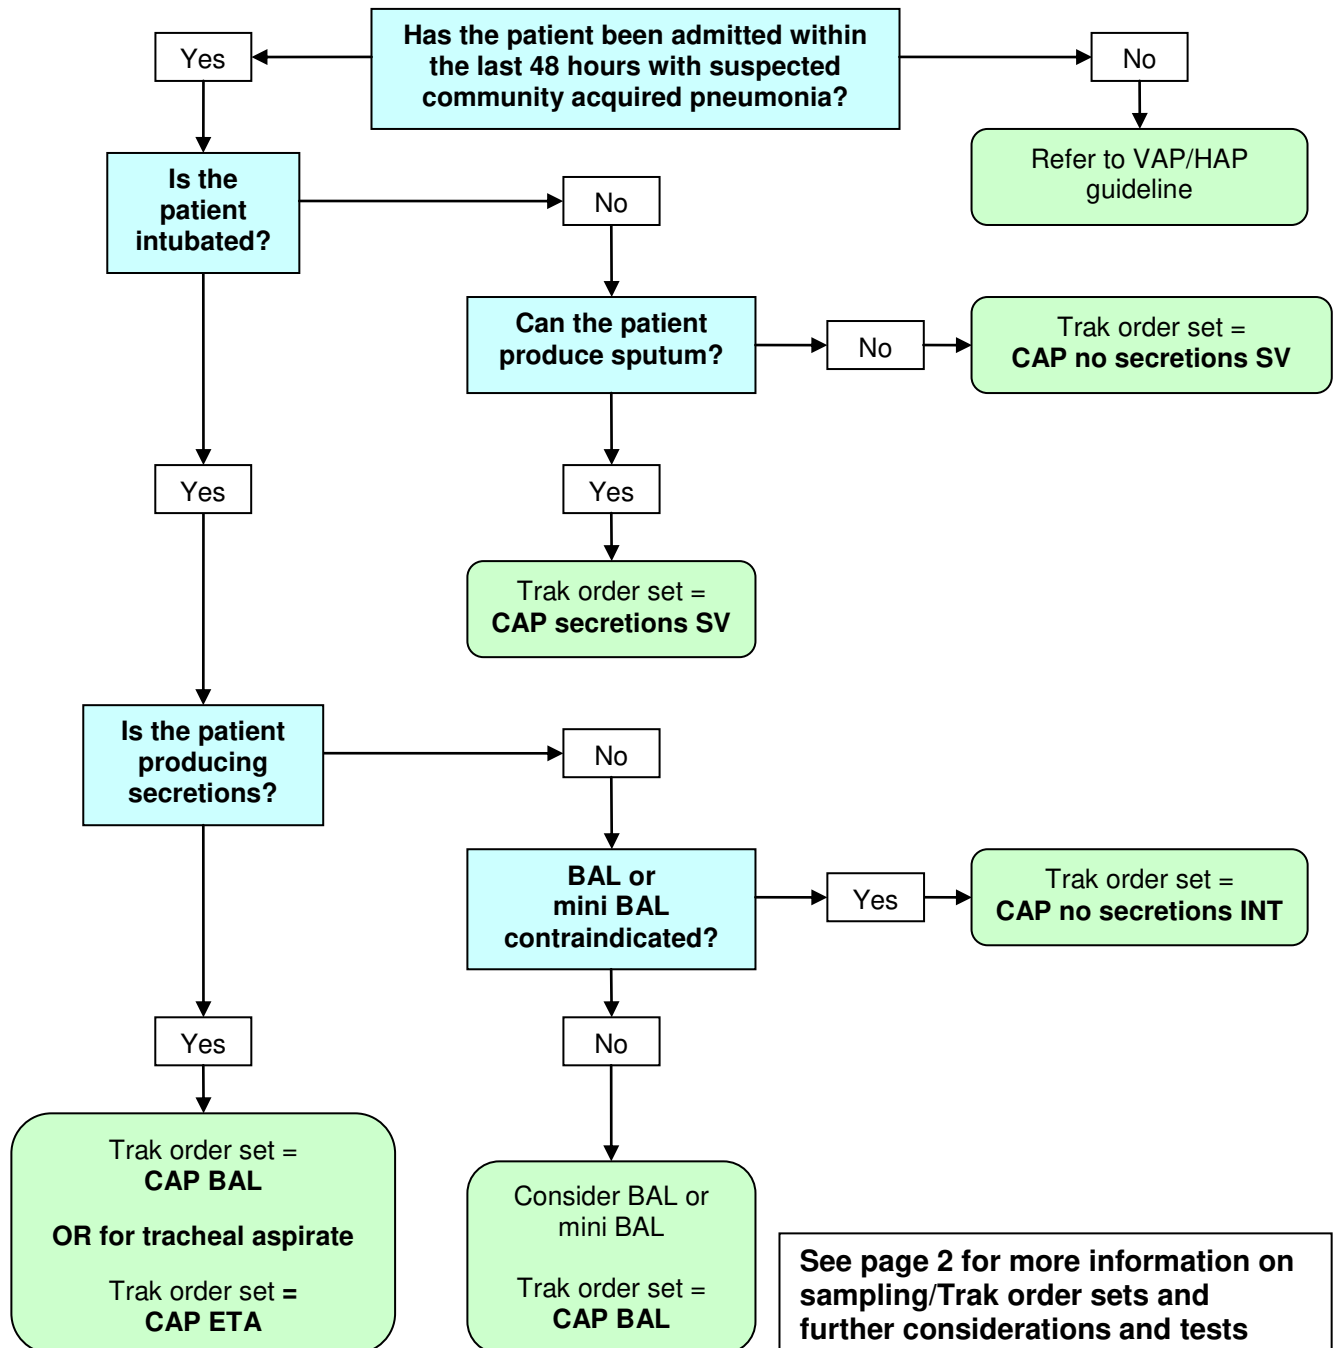 Has the patient been admitted within
the last 48 hours with suspected
community acquired pneumonia?
Yes
No
Refer to VAP/HAP
guideline
Is the
patient
intubated?
No
Can the patient
produce sputum?
No
Trak order set =
CAP no secretions SV
Yes
Yes
Trak order set =
CAP secretions SV
Is the patient
producing
secretions?
No
BAL or
mini BAL
contraindicated?
Yes
Trak order set =
CAP no secretions INT
Yes
No
Trak order set =
CAP BAL
OR for tracheal aspirate
Trak order set =
CAP ETA
Consider BAL or
mini BAL
Trak order set =
CAP BAL
See page 2 for more information on
sampling/Trak order sets and
further considerations and tests